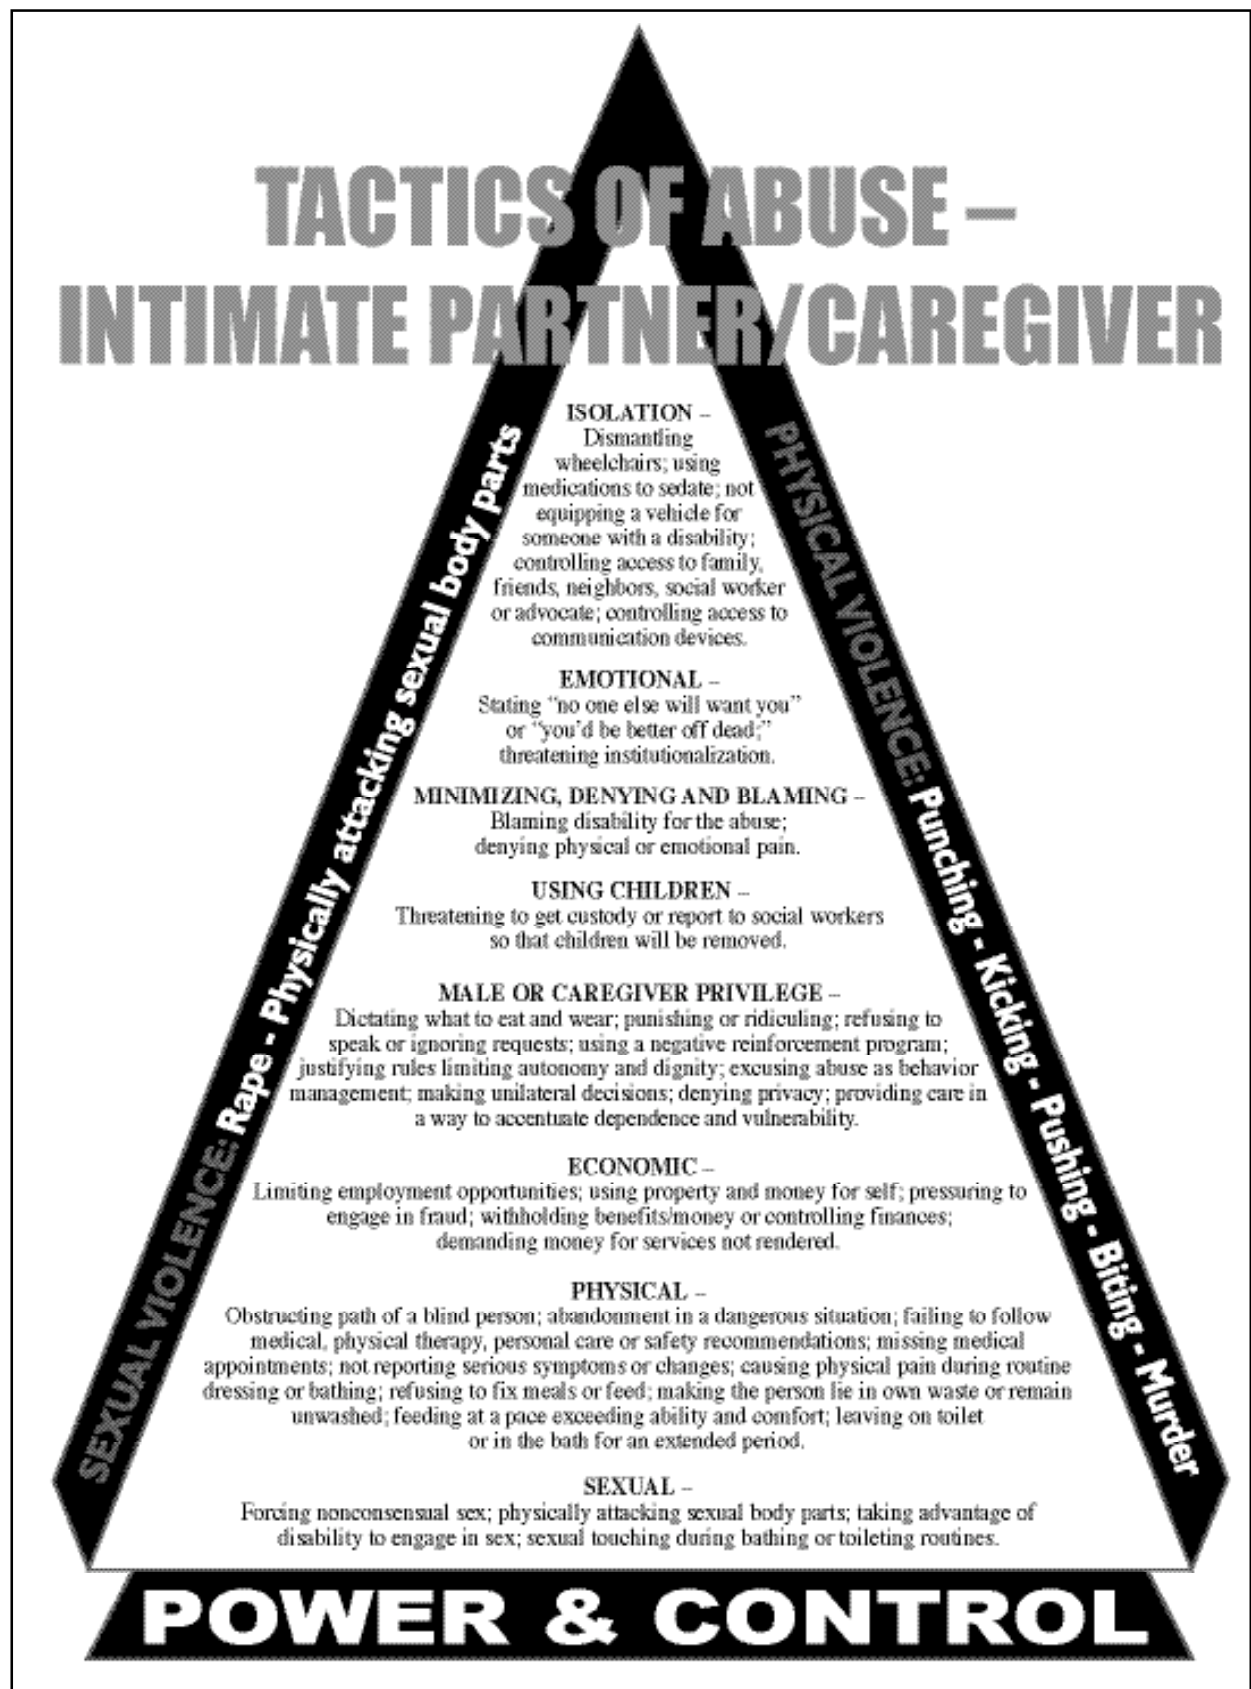 TACTICS OF ABUSE –
INTIMATE PARTNER/CAREGIVER
SEXUAL VIOLENCE: Rape - Physically attacking sexual body parts
PHYSICAL VIOLENCE: Punching - Kicking - Pushing - Biting - Murder
ISOLATION –
Dismantling
wheelchairs; using
medications to sedate; not
equipping a vehicle for
someone with a disability;
controlling access to family,
friends, neighbors, social worker
or advocate; controlling access to
communication devices.
EMOTIONAL –
Stating “no one else will want you”
or “you’d be better off dead;”
threatening institutionalization.
MINIMIZING, DENYING AND BLAMING –
Blaming disability for the abuse;
denying physical or emotional pain.
USING CHILDREN –
Threatening to get custody or report to social workers
so that children will be removed.
MALE OR CAREGIVER PRIVILEGE –
Dictating what to eat and wear; punishing or ridiculing; refusing to
speak or ignoring requests; using a negative reinforcement program;
justifying rules limiting autonomy and dignity; excusing abuse as behavior
management; making unilateral decisions; denying privacy; providing care in
a way to accentuate dependence and vulnerability.
ECONOMIC –
Limiting employment opportunities; using property and money for self; pressuring to
engage in fraud; withholding benefits/money or controlling finances;
demanding money for services not rendered.
PHYSICAL –
Obstructing path of a blind person; abandonment in a dangerous situation; failing to follow
medical, physical therapy, personal care or safety recommendations; missing medical
appointments; not reporting serious symptoms or changes; causing physical pain during routine
dressing or bathing; refusing to fix meals or feed; making the person lie in own waste or remain
unwashed; feeding at a pace exceeding ability and comfort; leaving on toilet
or in the bath for an extended period.
SEXUAL –
Forcing nonconsensual sex; physically attacking sexual body parts; taking advantage of
disability to engage in sex; sexual touching during bathing or toileting routines.
POWER & CONTROL